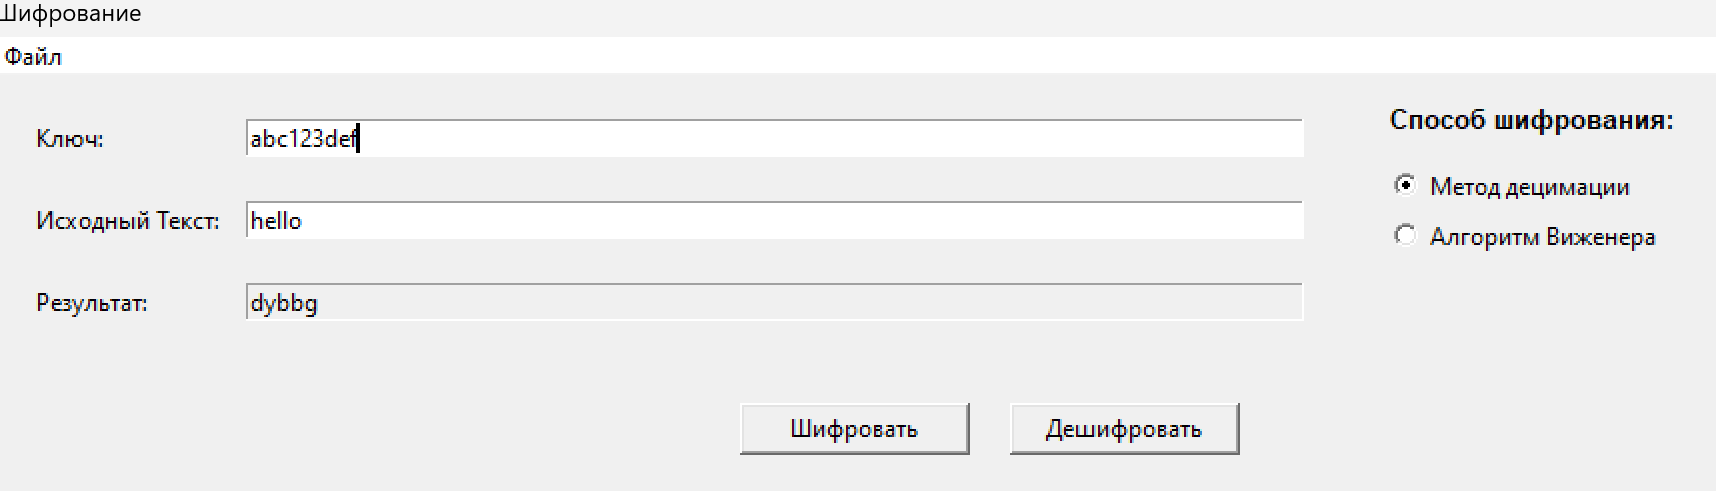 Шифрование
Файл
Ключ: abc123def
Исходный Текст: hello
Результат: dybbg
Способ шифрования:
Метод децимации
Алгоритм Виженера
Шифровать Дешифровать